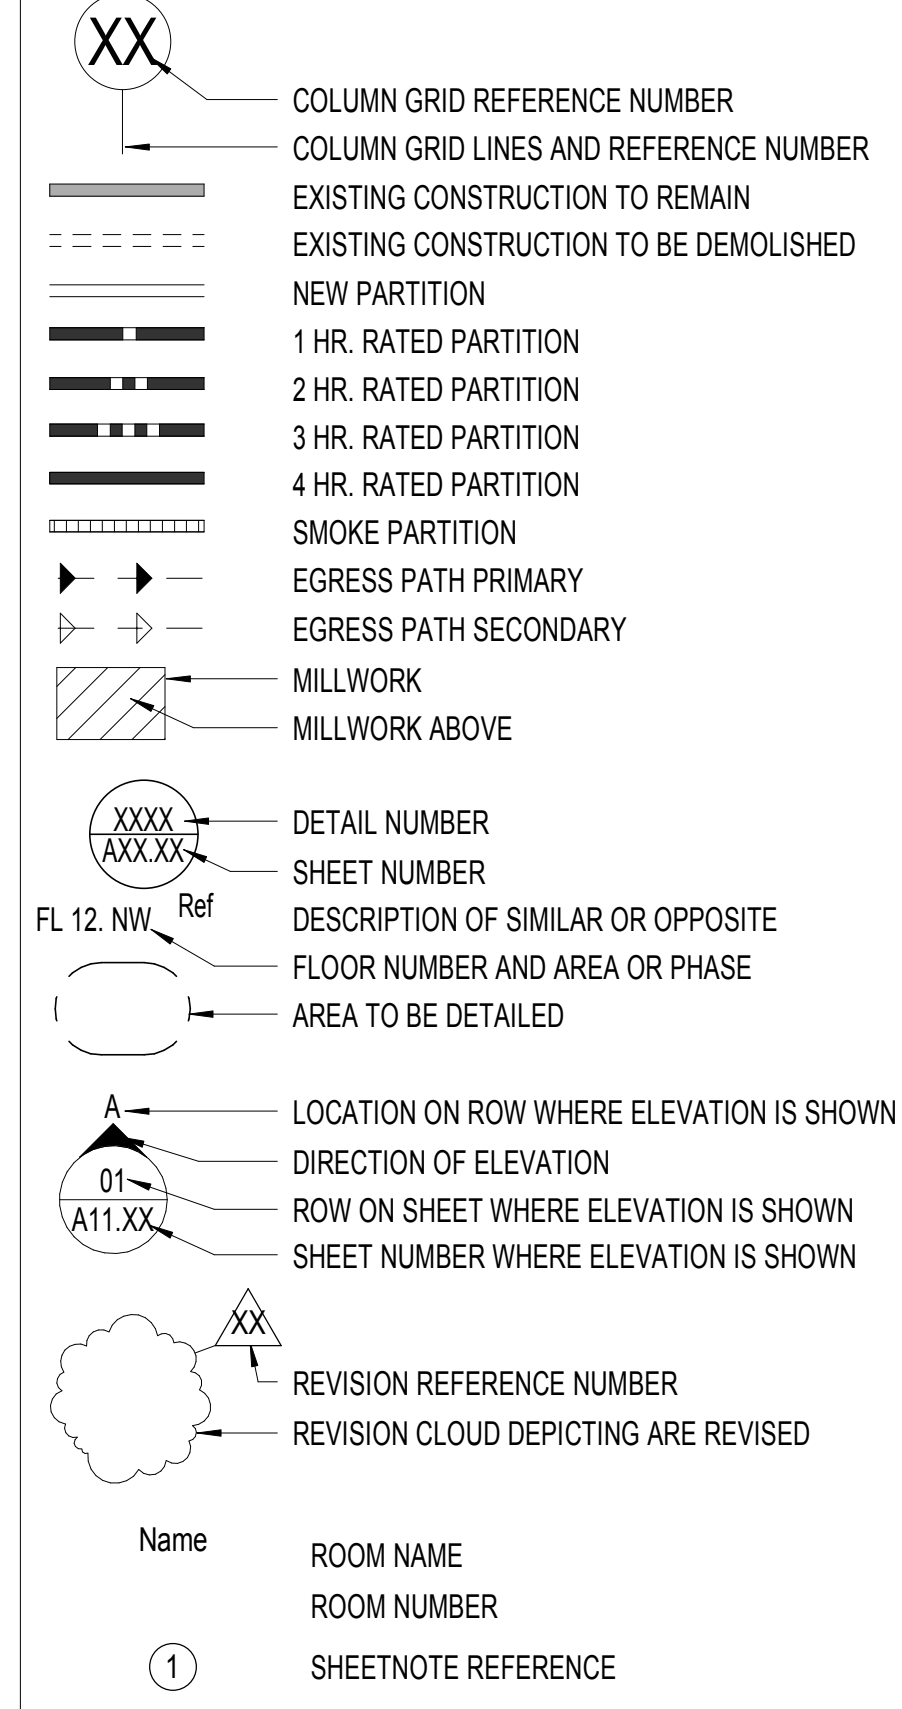 XX
COLUMN GRID REFERENCE NUMBER
COLUMN GRID LINES AND REFERENCE NUMBER
EXISTING CONSTRUCTION TO REMAIN
EXISTING CONSTRUCTION TO BE DEMOLISHED
NEW PARTITION
1 HR. RATED PARTITION
2 HR. RATED PARTITION
3 HR. RATED PARTITION
4 HR. RATED PARTITION
SMOKE PARTITION
EGRESS PATH PRIMARY
EGRESS PATH SECONDARY
MILLWORK
MILLWORK ABOVE
XXXX DETAIL NUMBER
AXX.XX SHEET NUMBER
Ref DESCRIPTION OF SIMILAR OR OPPOSITE
FL 12. NW FLOOR NUMBER AND AREA OR PHASE
AREA TO BE DETAILED
A LOCATION ON ROW WHERE ELEVATION IS SHOWN
DIRECTION OF ELEVATION
01 ROW ON SHEET WHERE ELEVATION IS SHOWN
A11.XX SHEET NUMBER WHERE ELEVATION IS SHOWN
XX
REVISION REFERENCE NUMBER
REVISION CLOUD DEPICTING ARE REVISED
Name ROOM NAME
ROOM NUMBER
1 SHEETNOTE REFERENCE